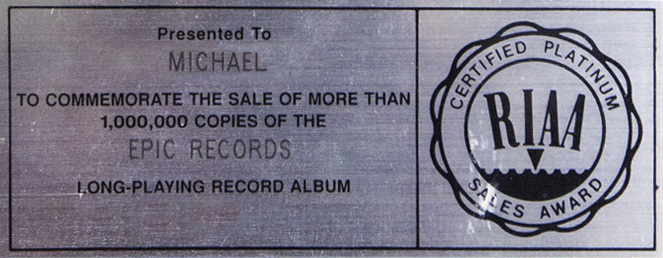 Presented To
MICHAEL
TO COMMEMORATE THE SALE OF MORE THAN
1,000,000 COPIES OF THE
EPIC RECORDS
LONG-PLAYING RECORD ALBUM
CERTIFIED PLATINUM
RIAA
SALES AWARD